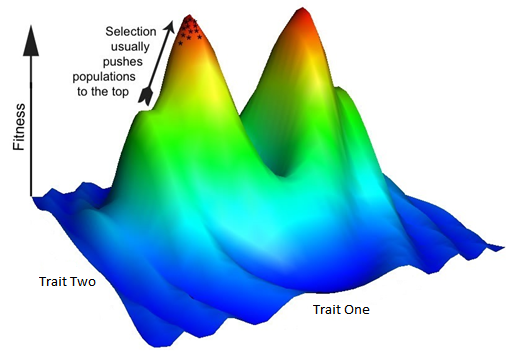 Selection
usually
pushes
populations
to the top
Fitness
Trait Two
Trait One